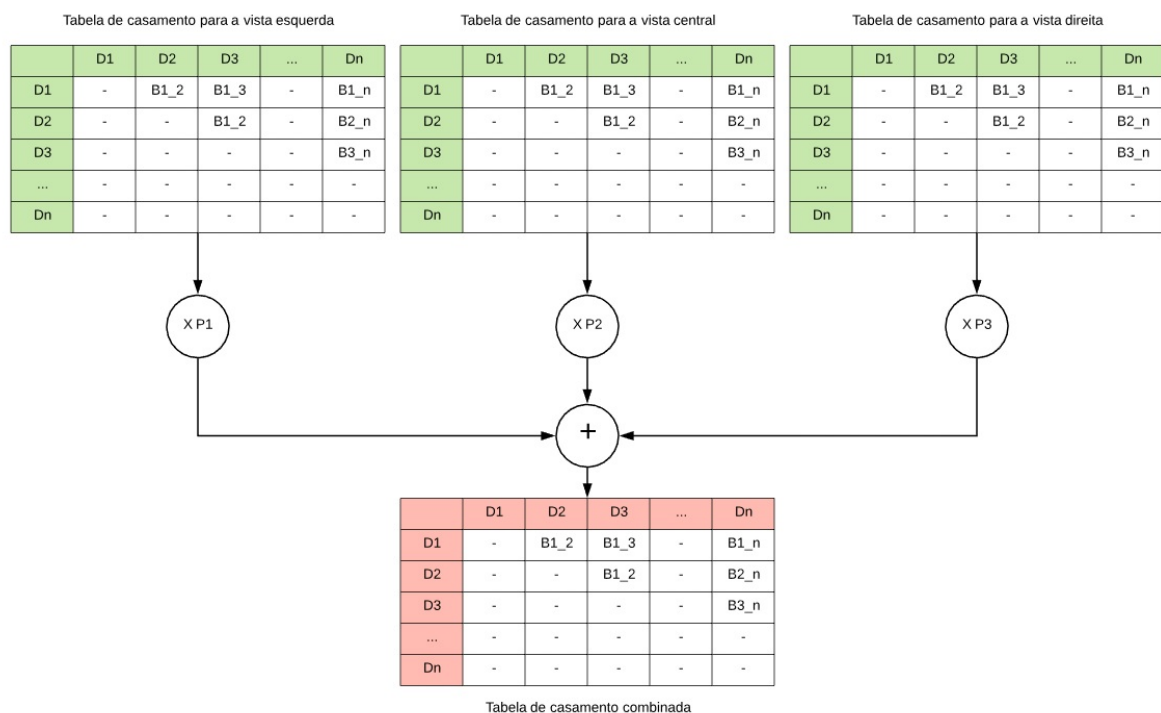 Tabela de casamento para a vista esquerda
D1 D2 D3 ... Dn
D1 - B1_2 B1_3 - B1_n
D2 - - B1_2 - B2_n
D3 - - - - B3_n
... - - - - -
Dn - - - - -
Tabela de casamento para a vista central
D1 D2 D3 ... Dn
D1 - B1_2 B1_3 - B1_n
D2 - - B1_2 - B2_n
D3 - - - - B3_n
... - - - - -
Dn - - - - -
Tabela de casamento para a vista direita
D1 D2 D3 ... Dn
D1 - B1_2 B1_3 - B1_n
D2 - - B1_2 - B2_n
D3 - - - - B3_n
... - - - - -
Dn - - - - -
X P1
X P2
X P3
+
D1 D2 D3 ... Dn
D1 - B1_2 B1_3 - B1_n
D2 - - B1_2 - B2_n
D3 - - - - B3_n
... - - - - -
Dn - - - - -
Tabela de casamento combinada